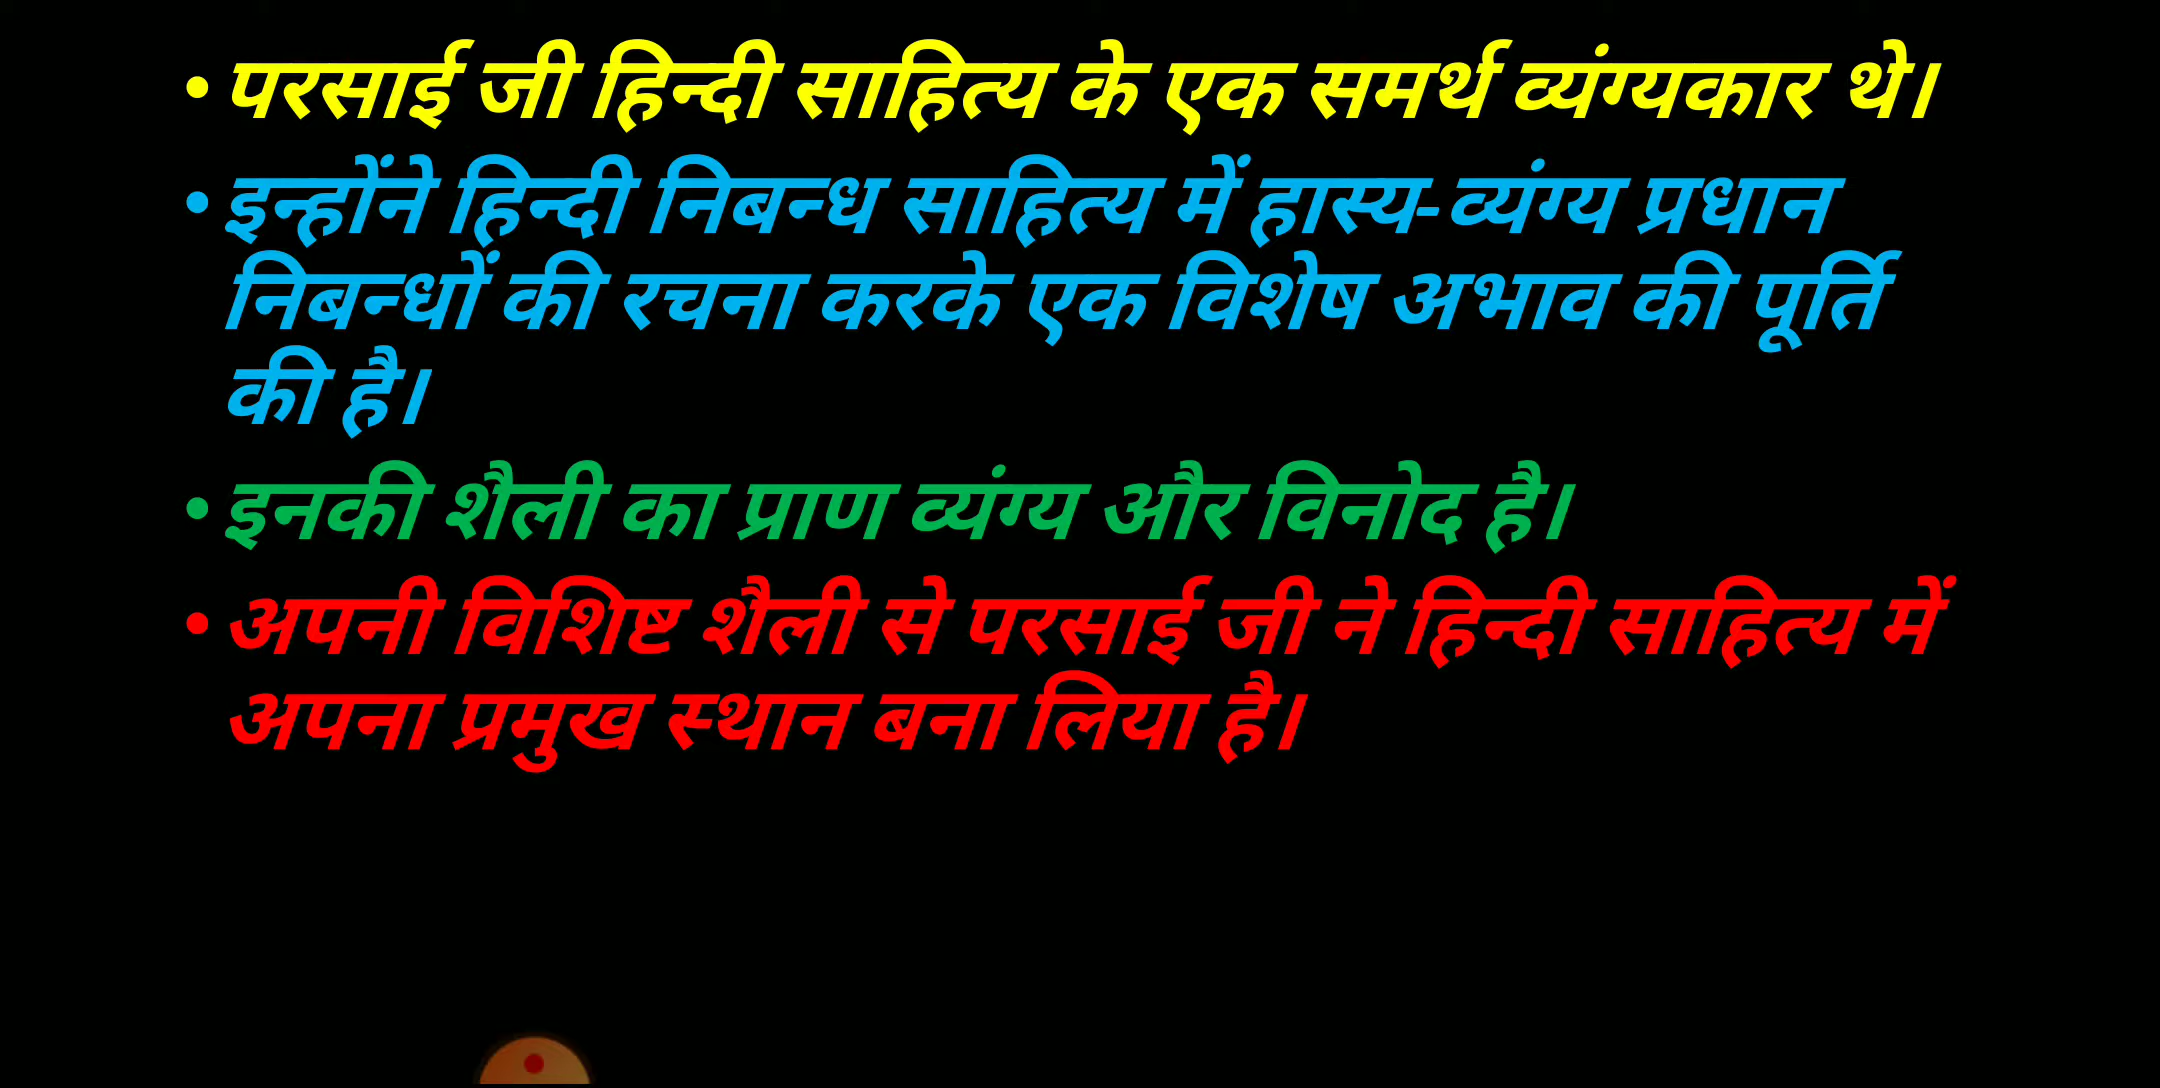 • परसाई जी हिन्दी साहित्य के एक समर्थ व्यंग्यकार थे।
• इन्होंने हिन्दी निबन्ध साहित्य में हास्य-व्यंग्य प्रधान
निबन्धों की रचना करके एक विशेष अभाव की पूर्ति
की है।
• इनकी शैली का प्राण व्यंग्य और विनोद है।
• अपनी विशिष्ट शैली से परसाई जी ने हिन्दी साहित्य में
अपना प्रमुख स्थान बना लिया है।